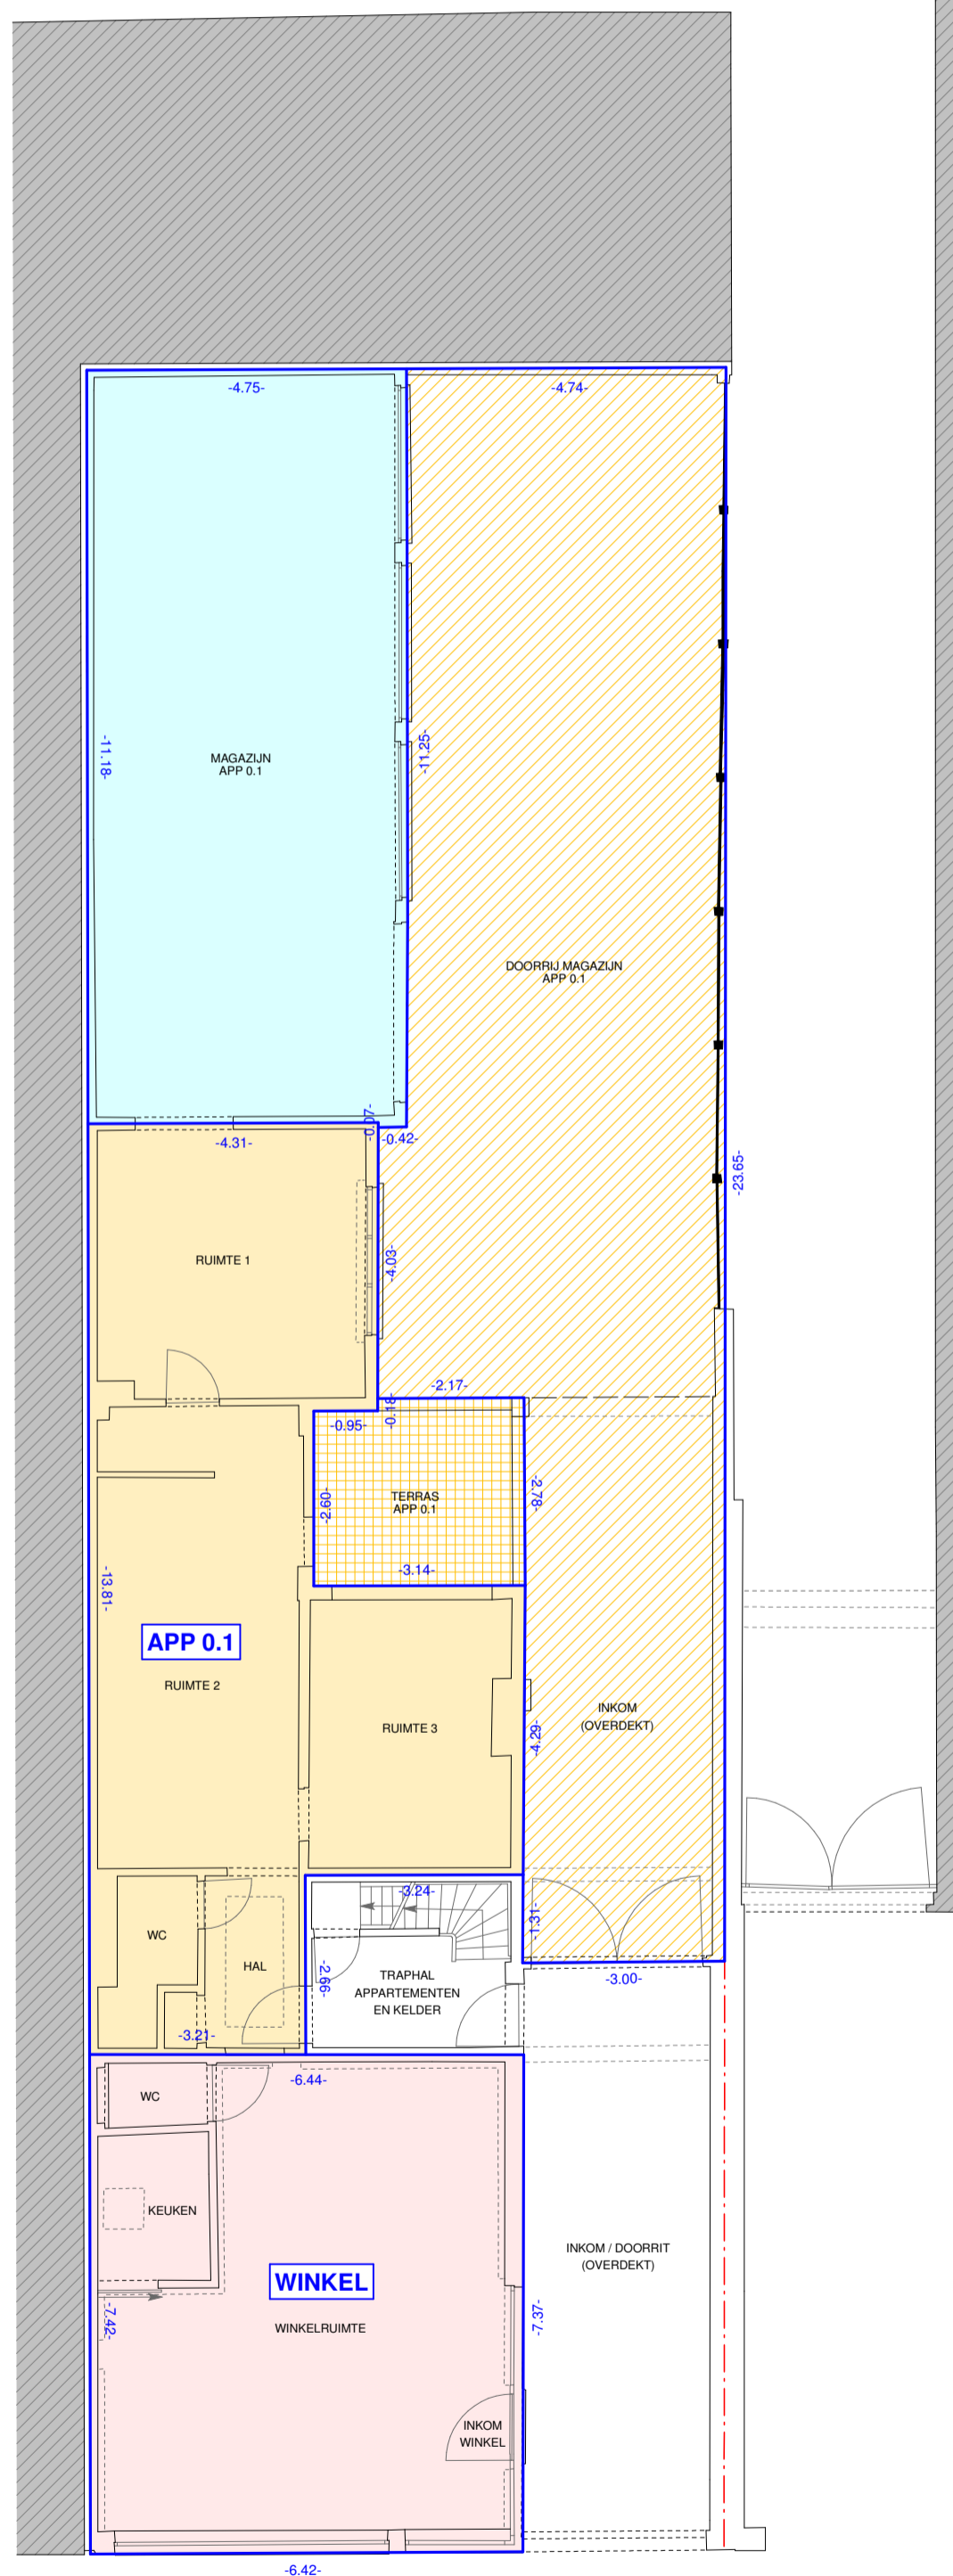 -4.75-
-4.74-
-11.18-
-11.25-
MAGAZIJN
APP 0.1
DOORRIJ MAGAZIJN
APP 0.1
-0.07-
-0.42-
-4.31-
-23.65-
RUIMTE 1
-4.03-
-2.17-
-0.18-
-0.95-
-2.60-
TERRAS
APP 0.1
-2.78-
-3.14-
-13.81-
APP 0.1
RUIMTE 2
RUIMTE 3
INKOM
(OVERDEKT)
-4.29-
-3.24-
-1.31-
WC
HAL
-2.66-
TRAPHAL
APPARTEMENTEN
EN KELDER
-3.00-
-3.21-
-6.44-
WC
KEUKEN
INKOM / DOORRIT
(OVERDEKT)
WINKEL
-7.42-
-7.37-
WINKELRUIMTE
INKOM
WINKEL
-6.42-